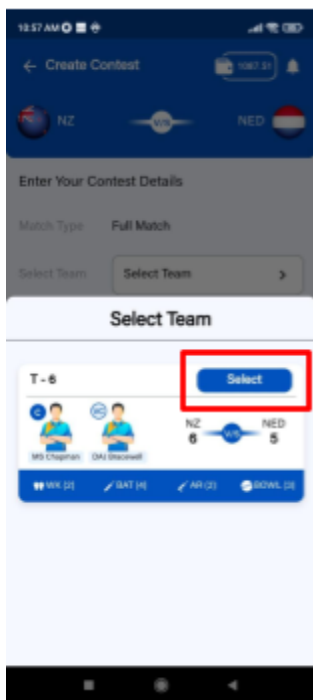 10:57 AM
Create Contest 1087.51
NZ V/S NED
Enter Your Contest Details
Match Type Full Match
Select Team Select Team
Select Team
T - 6 Select
C WC
NZ NED
6 V/S 5
MS Chapman DAJ Bracewell
WK (2) BAT (4) AR (2) BOWL (3)